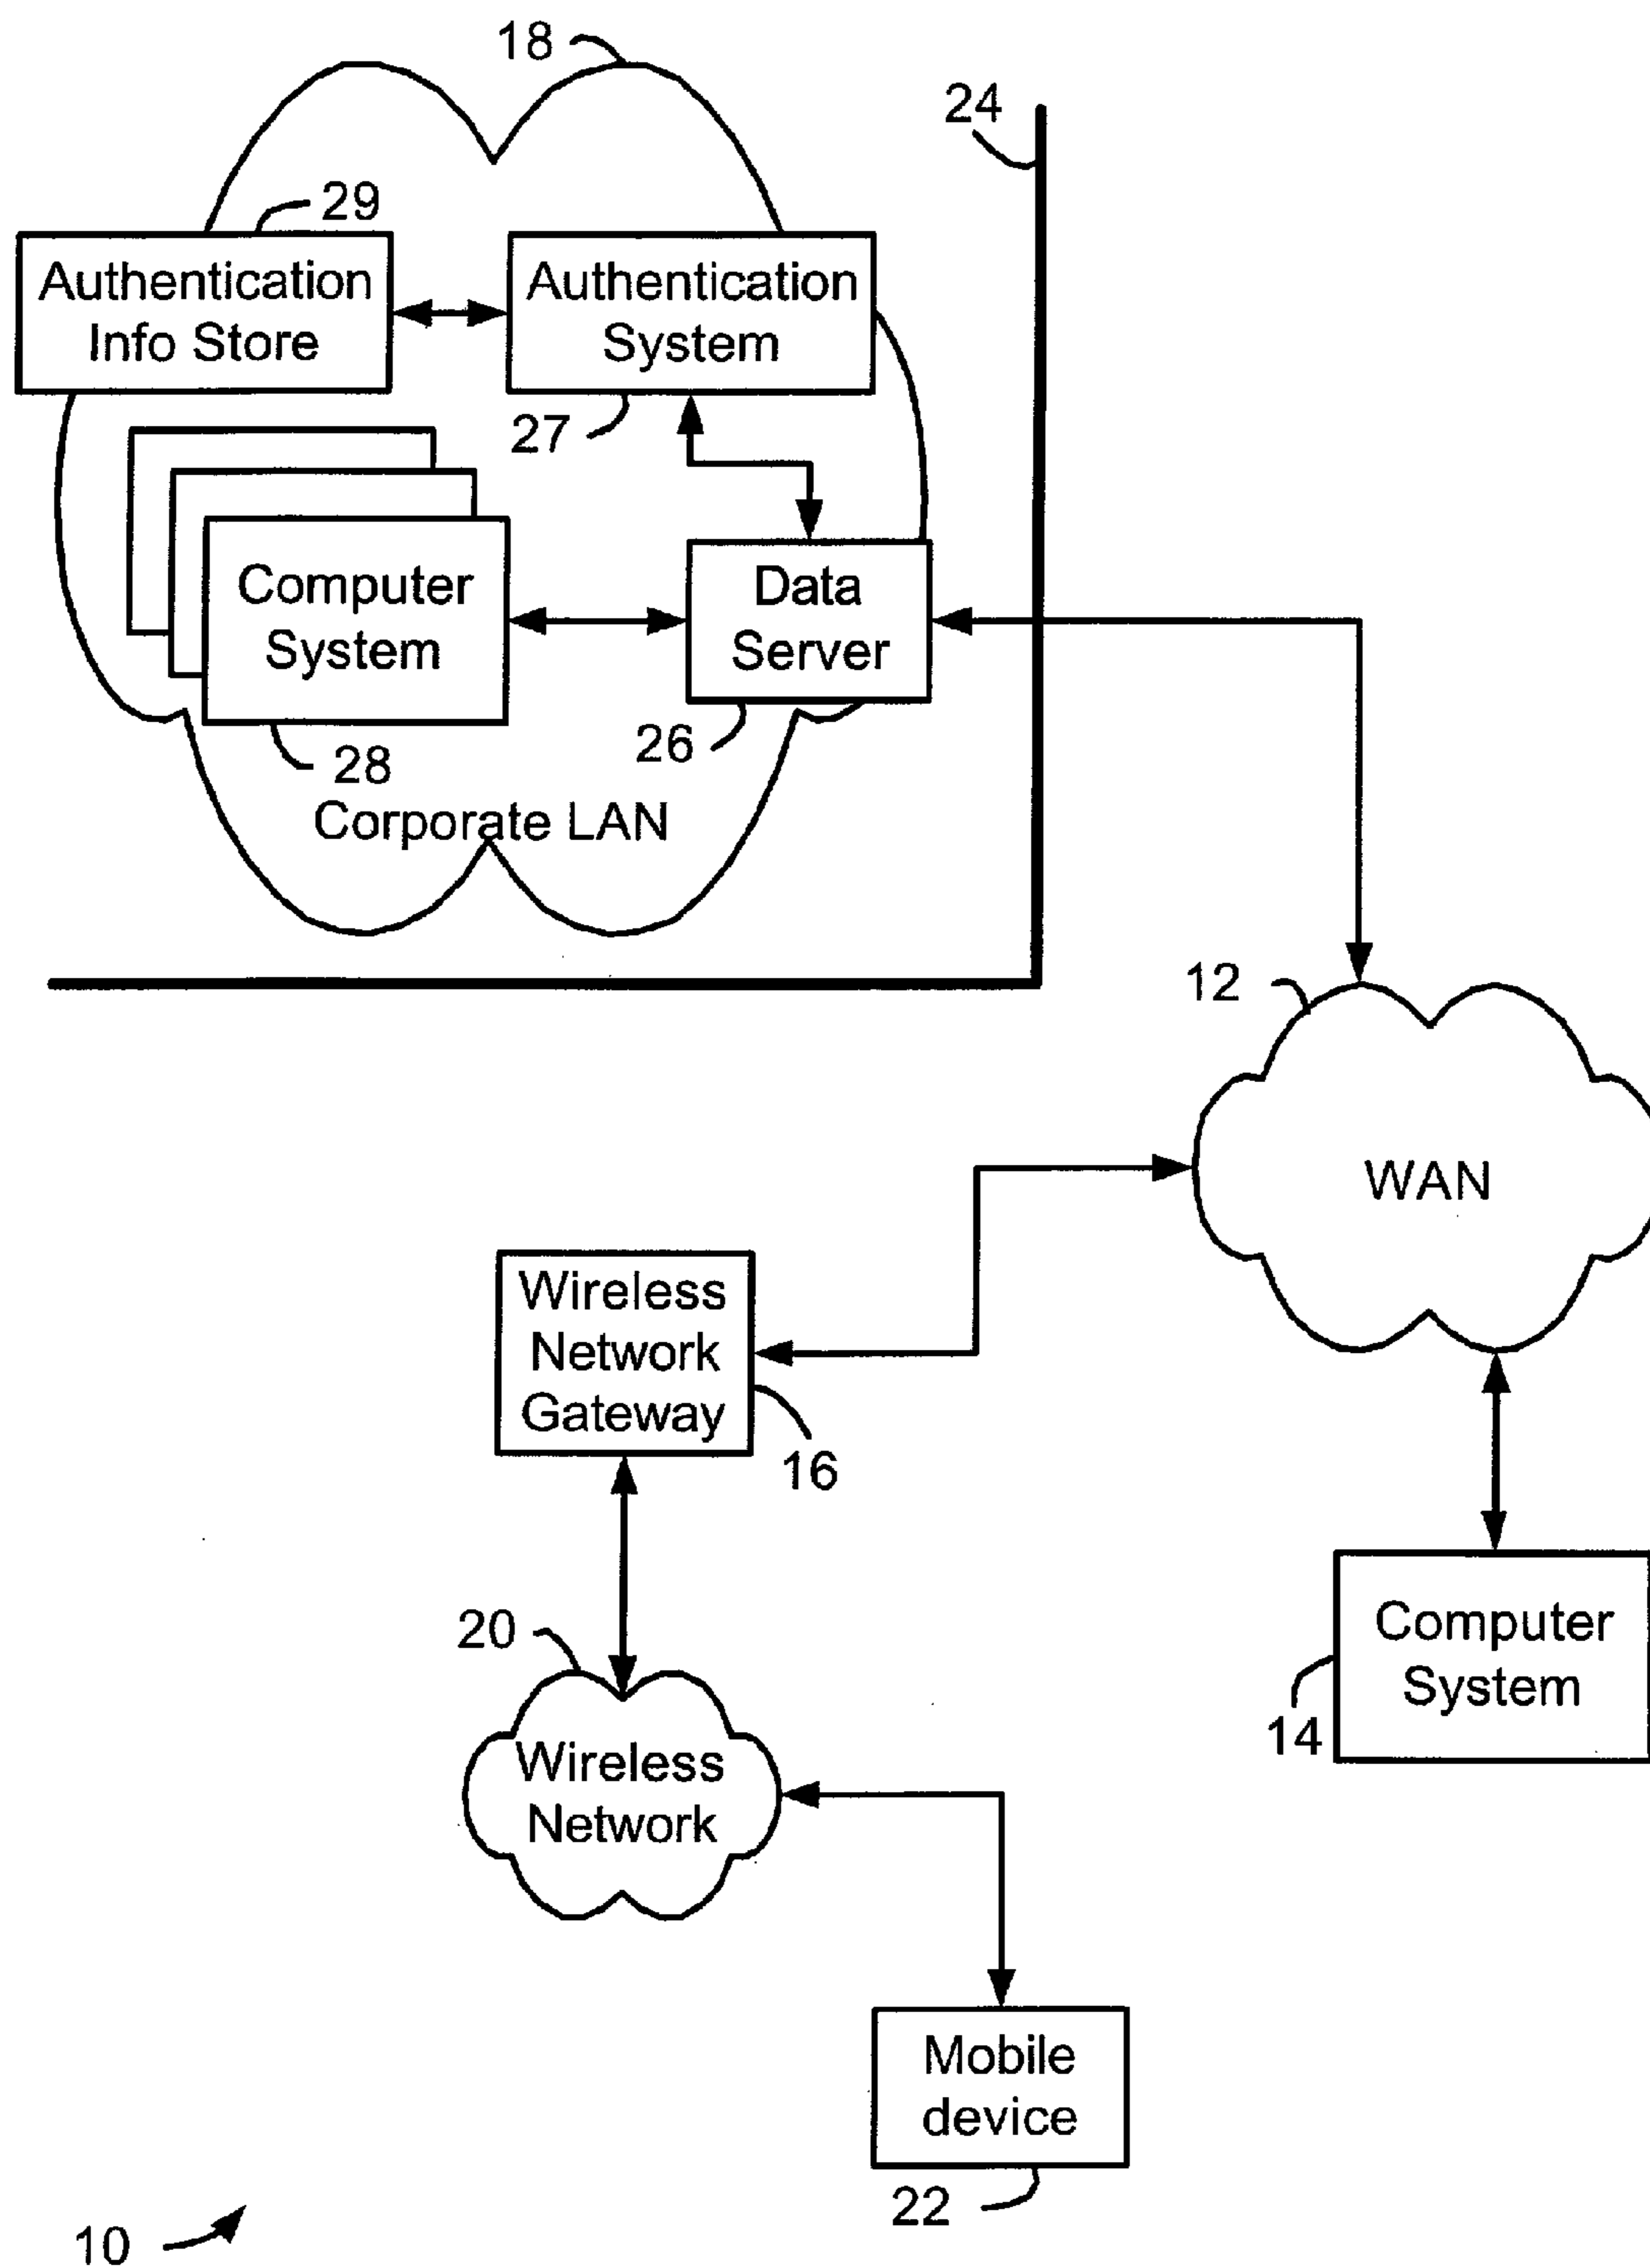 18
24
29
Authentication
Info Store
Authentication
System
27
Computer
System
Data
Server
28
26
Corporate LAN
12
WAN
Wireless
Network
Gateway
16
20
Wireless
Network
Computer
System
14
Mobile
device
22
10